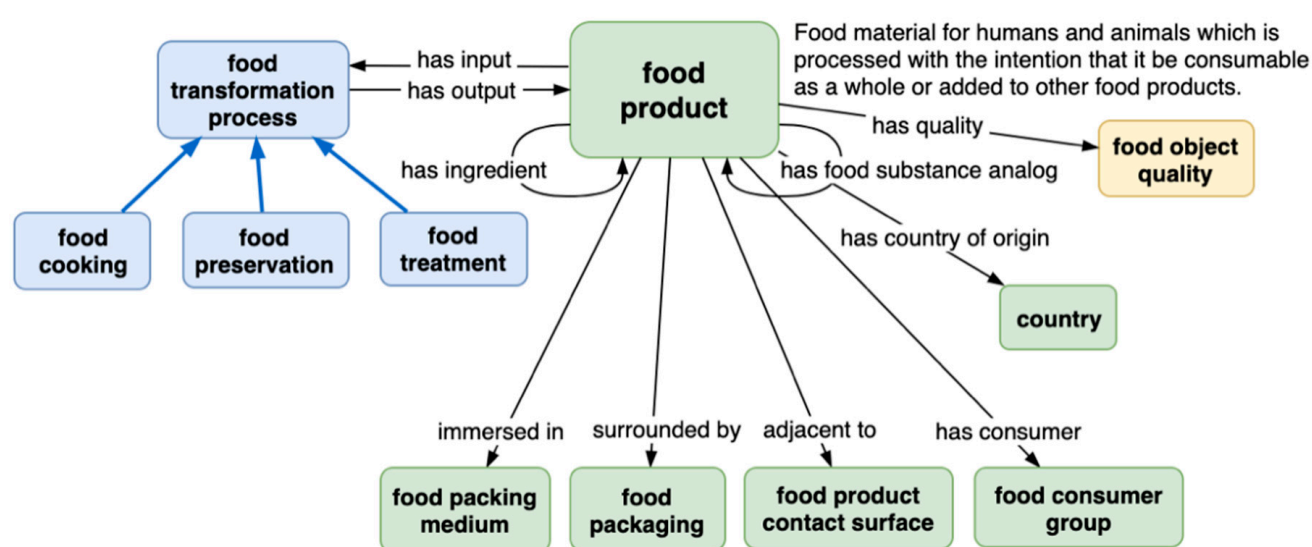 food
transformation
process
has input
has output
food
product
Food material for humans and animals which is
processed with the intention that it be consumable
as a whole or added to other food products.
has quality
food object
quality
has ingredient
has food substance analog
food
cooking
food
preservation
food
treatment
has country of origin
country
immersed in
surrounded by
adjacent to
has consumer
food packing
medium
food
packaging
food product
contact surface
food consumer
group